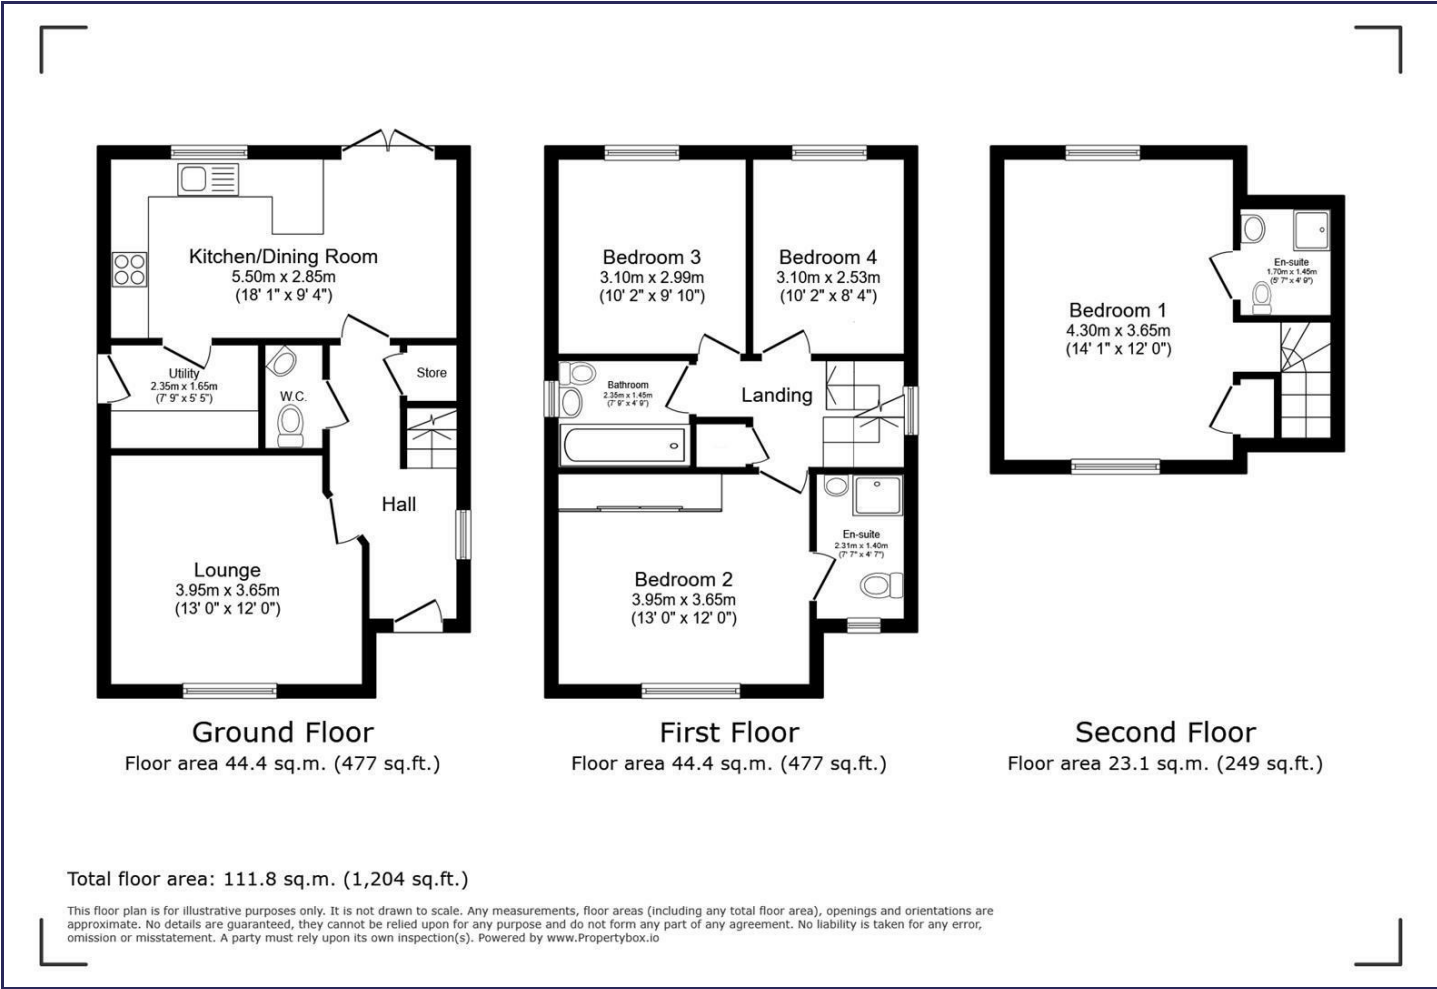 Kitchen/Dining Room
5.50m x 2.85m
(18' 1" x 9' 4")
Utility
2.35m x 1.65m
(7' 9" x 5' 5")
W.C.
Store
Hall
Lounge
3.95m x 3.65m
(13' 0" x 12' 0")
Ground Floor
Floor area 44.4 sq.m. (477 sq.ft.)
Bedroom 3
3.10m x 2.99m
(10' 2" x 9' 10")
Bedroom 4
3.10m x 2.53m
(10' 2" x 8' 4")
Bathroom
2.35m x 1.45m
(7' 9" x 4' 9")
Landing
Bedroom 2
3.95m x 3.65m
(13' 0" x 12' 0")
En-suite
2.31m x 1.40m
(7' 7" x 4' 7")
First Floor
Floor area 44.4 sq.m. (477 sq.ft.)
Bedroom 1
4.30m x 3.65m
(14' 1" x 12' 0")
En-suite
1.70m x 1.45m
(5' 7" x 4' 9")
Second Floor
Floor area 23.1 sq.m. (249 sq.ft.)
Total floor area: 111.8 sq.m. (1,204 sq.ft.)
This floor plan is for illustrative purposes only. It is not drawn to scale. Any measurements, floor areas (including any total floor area), openings and orientations are
approximate. No details are guaranteed, they cannot be relied upon for any purpose and do not form any part of any agreement. No liability is taken for any error,
omission or misstatement. A party must rely upon its own inspection(s). Powered by www.Propertybox.io